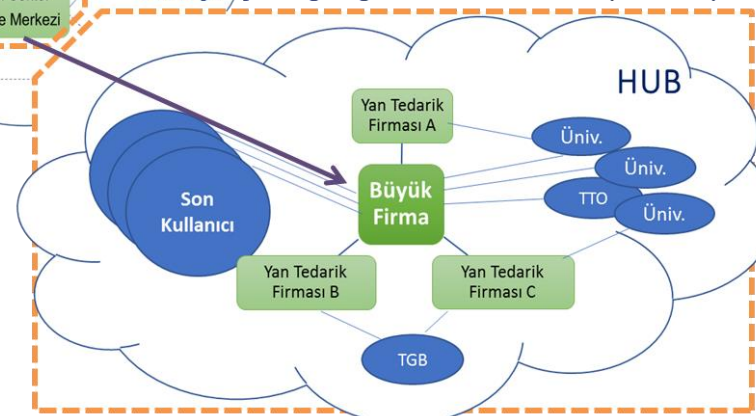 e Merkezi
HUB
Yan Tedarik
Firması A
Üniv.
Üniv.
TTO
Üniv.
Büyük
Firma
Son
Kullanıcı
Yan Tedarik
Firması B
Yan Tedarik
Firması C
TGB